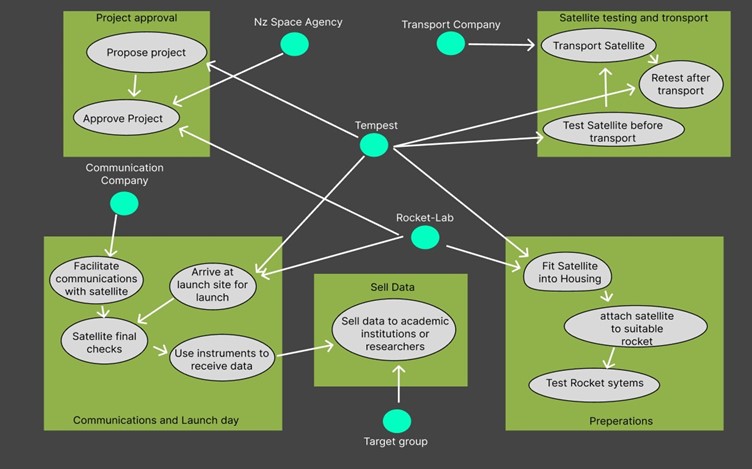 Project approval
Propose project
Approve Project
Nz Space Agency
Transport Company
Satellite testing and tronsport
Transport Satellite
Retest after
transport
Test Satellite before
transport
Tempest
Communication
Company
Rocket-Lab
Facilitate
communications
with satellite
Arrive at
launch site for
launch
Satellite final
checks
Use instruments to
receive data
Communications and Launch day
Sell Data
Sell data to academic
institutions or
researchers
Target group
Fit Satellite
into Housing
attach satellite
to suitable
rocket
Test Rocket sytems
Preperations